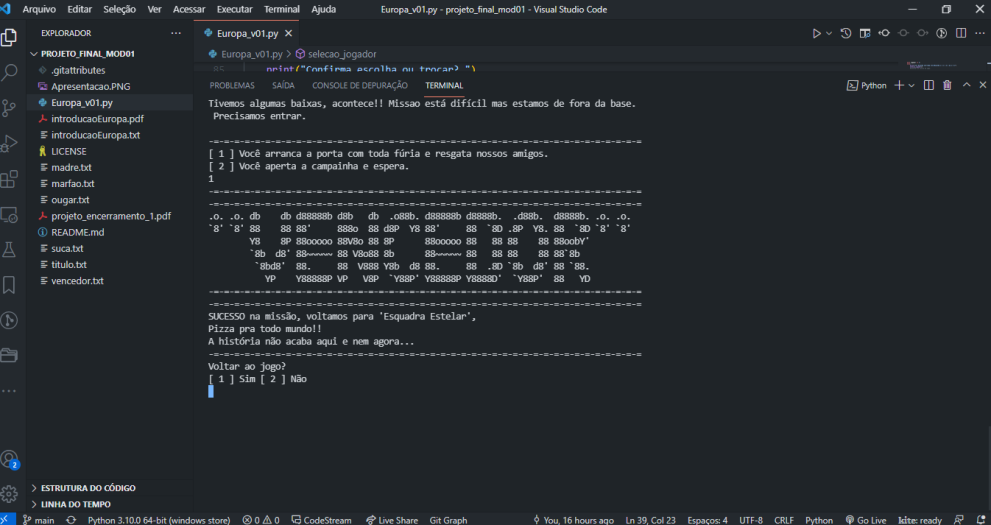 Arquivo Editar Seleção Ver Acessar Executar Terminal Ajuda Europa_v01.py - projeto_final_mod01 - Visual Studio Code
EXPLORADOR
PROJETO_FINAL_MOD01
.gitattributes
Apresentacao.PNG
Europa_v01.py
introducaoEuropa.pdf
introducaoEuropa.txt
LICENSE
madre.txt
marfao.txt
ougar.txt
projeto_encerramento_1.pdf
README.md
suca.txt
titulo.txt
vencedor.txt
ESTRUTURA DO CÓDIGO
LINHA DO TEMPO
Europa_v01.py
Europa_v01.py > selecao_jogador
85 print("Confirma escolha ou trocar? ")
PROBLEMAS SAÍDA CONSOLE DE DEPURAÇÃO TERMINAL Python
Tivemos algumas baixas, acontece!! Missao está difícil mas estamos de fora da base.
Precisamos entrar.
-=-=-=-=-=-=-=-=-=-=-=-=-=-=-=-=-=-=-=-=-=-=-=-=-=-=-=-=-=-=-=-=-=-=-=
[ 1 ] Você arranca a porta com toda fúria e resgata nossos amigos.
[ 2 ] Você aperta a campainha e espera.
1
-=-=-=-=-=-=-=-=-=-=-=-=-=-=-=-=-=-=-=-=-=-=-=-=-=-=-=-=-=-=-=-=-=-=-=
-=-=-=-=-=-=-=-=-=-=-=-=-=-=-=-=-=-=-=-=-=-=-=-=-=-=-=-=-=-=-=-=-=-=-=
.o. .o. db    db d88888b d8b   db  .o88b. d88888b d8888b.  .d88b.  d8888b. .o. .o.
`8' `8' 88    88 88'     888o  88 d8P  Y8 88'     88  `8D .8P  Y8. 88  `8D `8' `8'
        Y8    8P 88ooooo 88V8o 88 8P      88ooooo 88   88 88    88 88oobY'
        `8b  d8' 88~~~~~ 88 V8o88 8b      88~~~~~ 88   88 88    88 88`8b
         `8bd8'  88.     88  V888 Y8b  d8 88.     88  .8D `8b  d8' 88 `88.
           YP    Y88888P VP   V8P  `Y88P' Y88888P Y8888D'  `Y88P'  88   YD
-=-=-=-=-=-=-=-=-=-=-=-=-=-=-=-=-=-=-=-=-=-=-=-=-=-=-=-=-=-=-=-=-=-=-=
-=-=-=-=-=-=-=-=-=-=-=-=-=-=-=-=-=-=-=-=-=-=-=-=-=-=-=-=-=-=-=-=-=-=-=
SUCESSO na missão, voltamos para 'Esquadra Estelar',
Pizza pra todo mundo!!
A história não acaba aqui e nem agora...
-=-=-=-=-=-=-=-=-=-=-=-=-=-=-=-=-=-=-=-=-=-=-=-=-=-=-=-=-=-=-=-=-=-=-=
Voltar ao jogo?
[ 1 ] Sim [ 2 ] Não
2
main Python 3.10.0 64-bit (windows store) 0 0 CodeStream Live Share Git Graph You, 16 hours ago Ln 39, Col 23 Espaços: 4 UTF-8 CRLF Python Go Live kite: ready